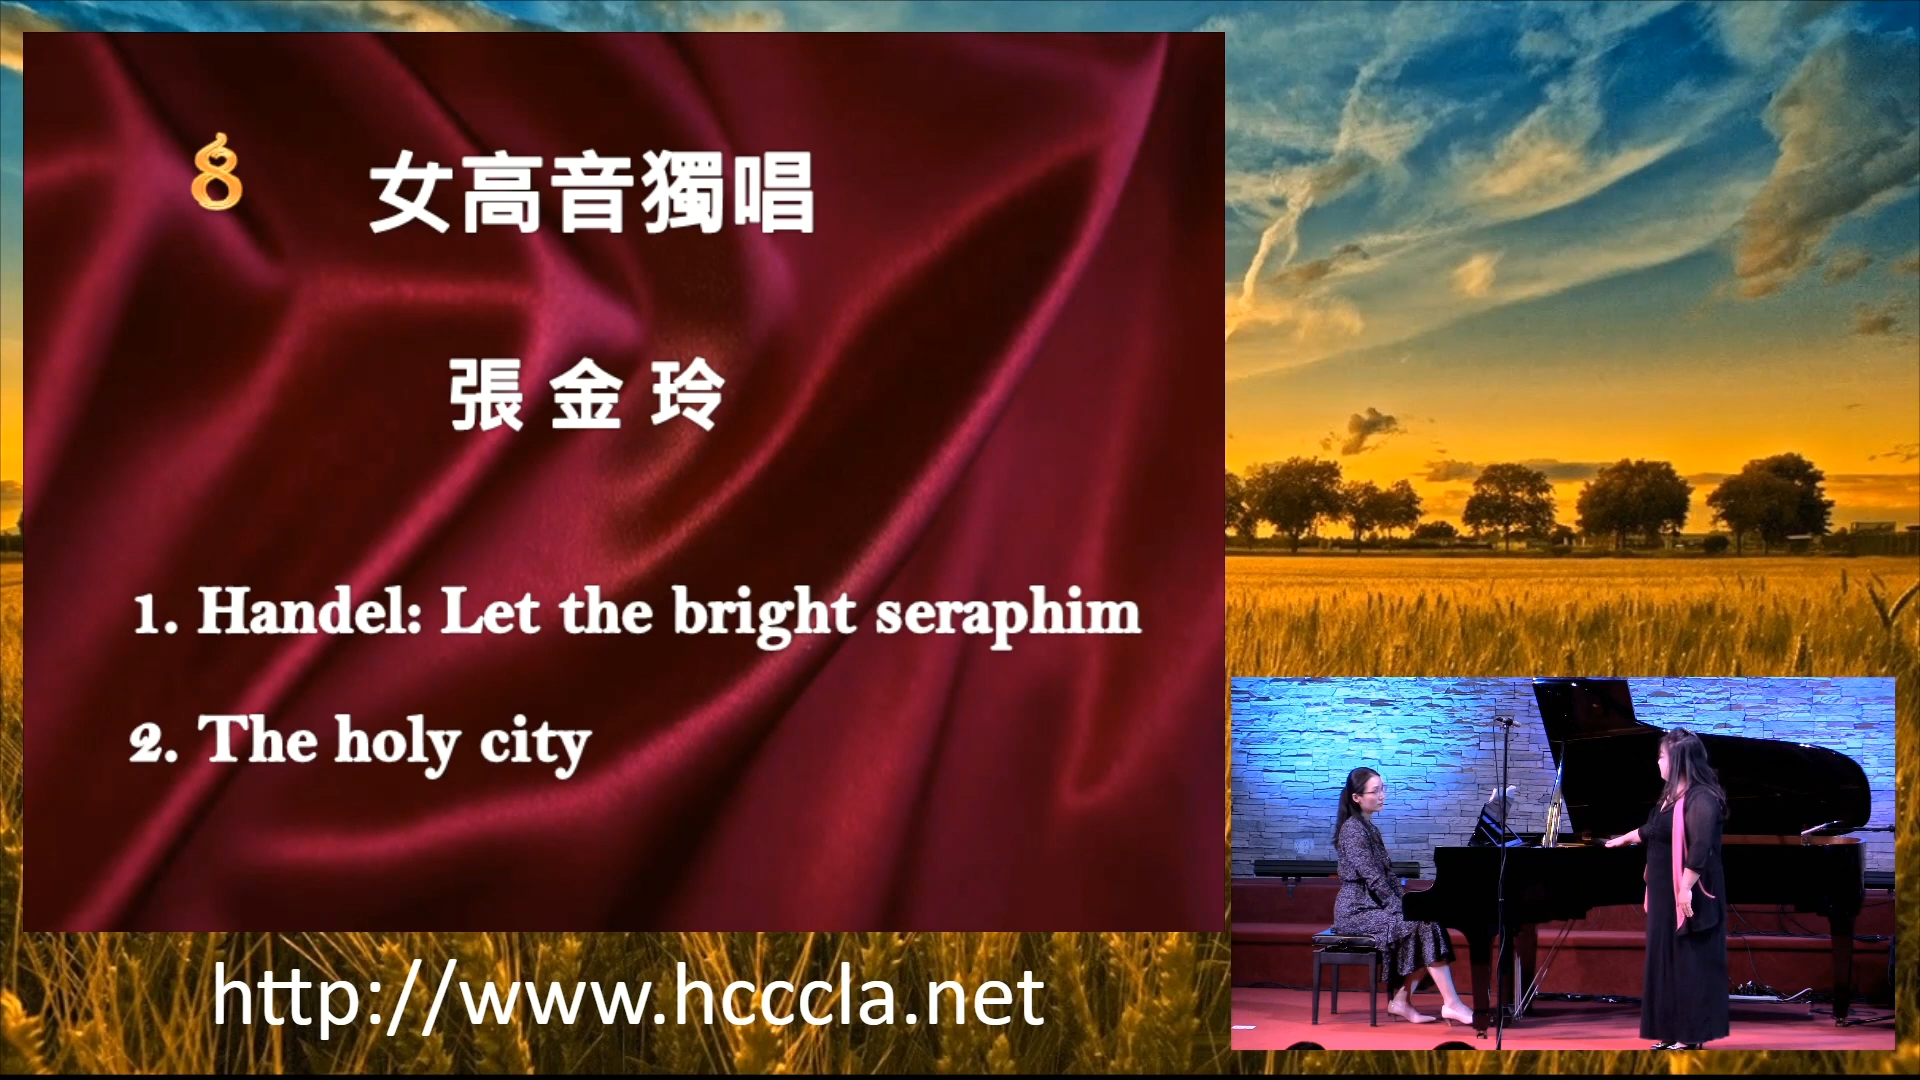 8 女高音獨唱
張金玲
1. Handel: Let the bright seraphim
2. The holy city
http://www.hcccla.net